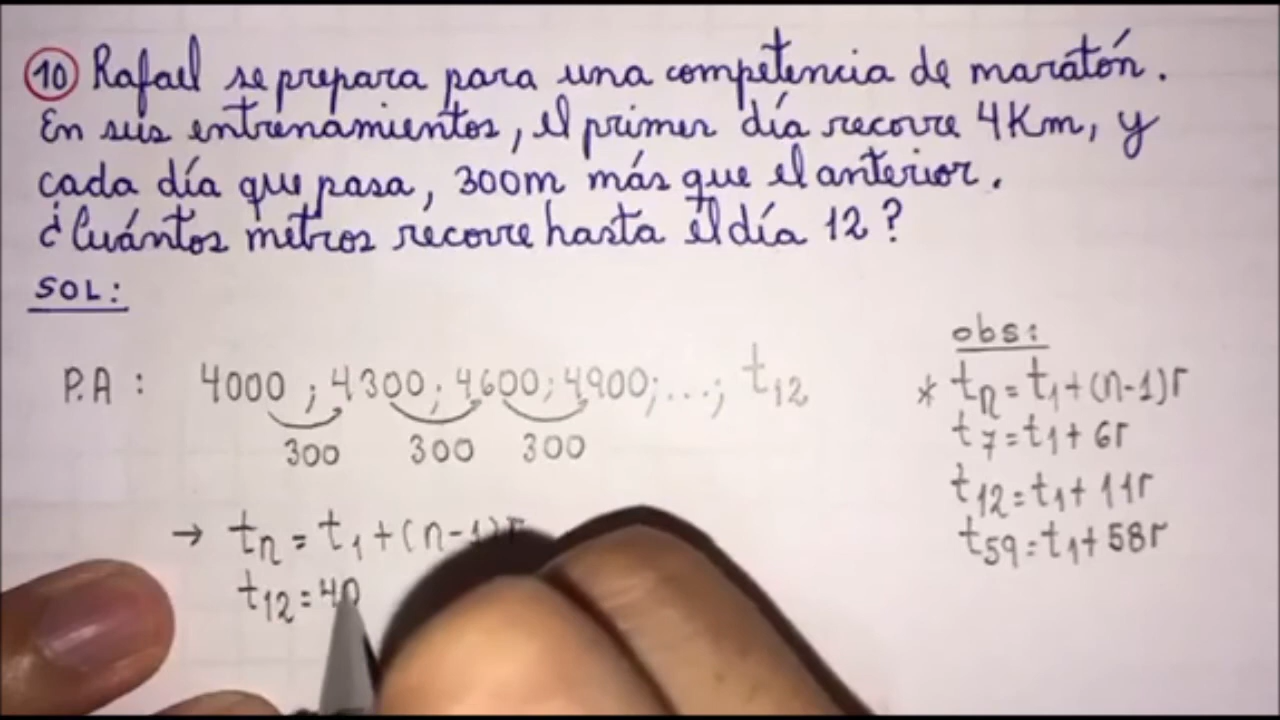 10 Rafael se prepara para una competencia de maratón.
En sus entrenamientos, el primer día recorre 4Km, y
cada día que pasa, 300m más que el anterior.
¿Cuántos metros recorre hasta el día 12?
SOL:
P.A: 4000; 4300; 4600; 4900; ...; t12
300 300 300
→ tn = t1 + (n-1)r
t12 = 40
obs:
* tn = t1 + (n-1)r
t7 = t1 + 6r
t12 = t1 + 11r
t59 = t1 + 58r